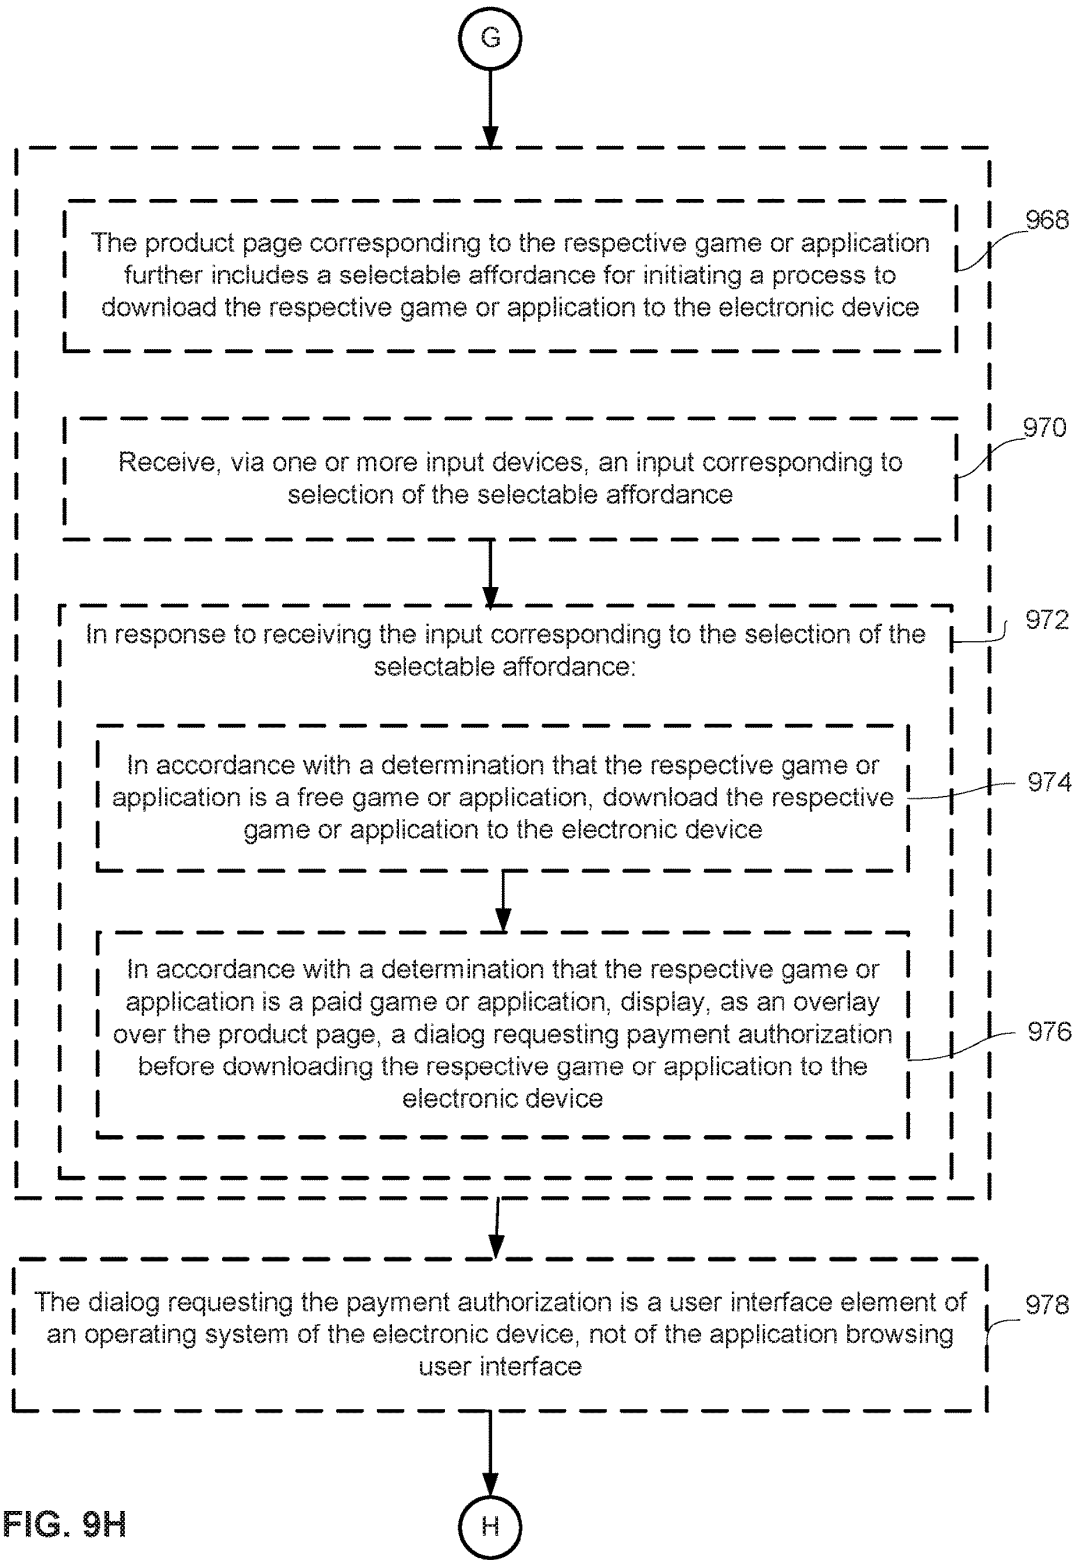 G
968
The product page corresponding to the respective game or application
further includes a selectable affordance for initiating a process to
download the respective game or application to the electronic device
970
Receive, via one or more input devices, an input corresponding to
selection of the selectable affordance
972
In response to receiving the input corresponding to the selection of the
selectable affordance:
In accordance with a determination that the respective game or
application is a free game or application, download the respective
game or application to the electronic device
974
In accordance with a determination that the respective game or
application is a paid game or application, display, as an overlay
over the product page, a dialog requesting payment authorization
before downloading the respective game or application to the
electronic device
976
The dialog requesting the payment authorization is a user interface element of
an operating system of the electronic device, not of the application browsing
user interface
978
H
FIG. 9H